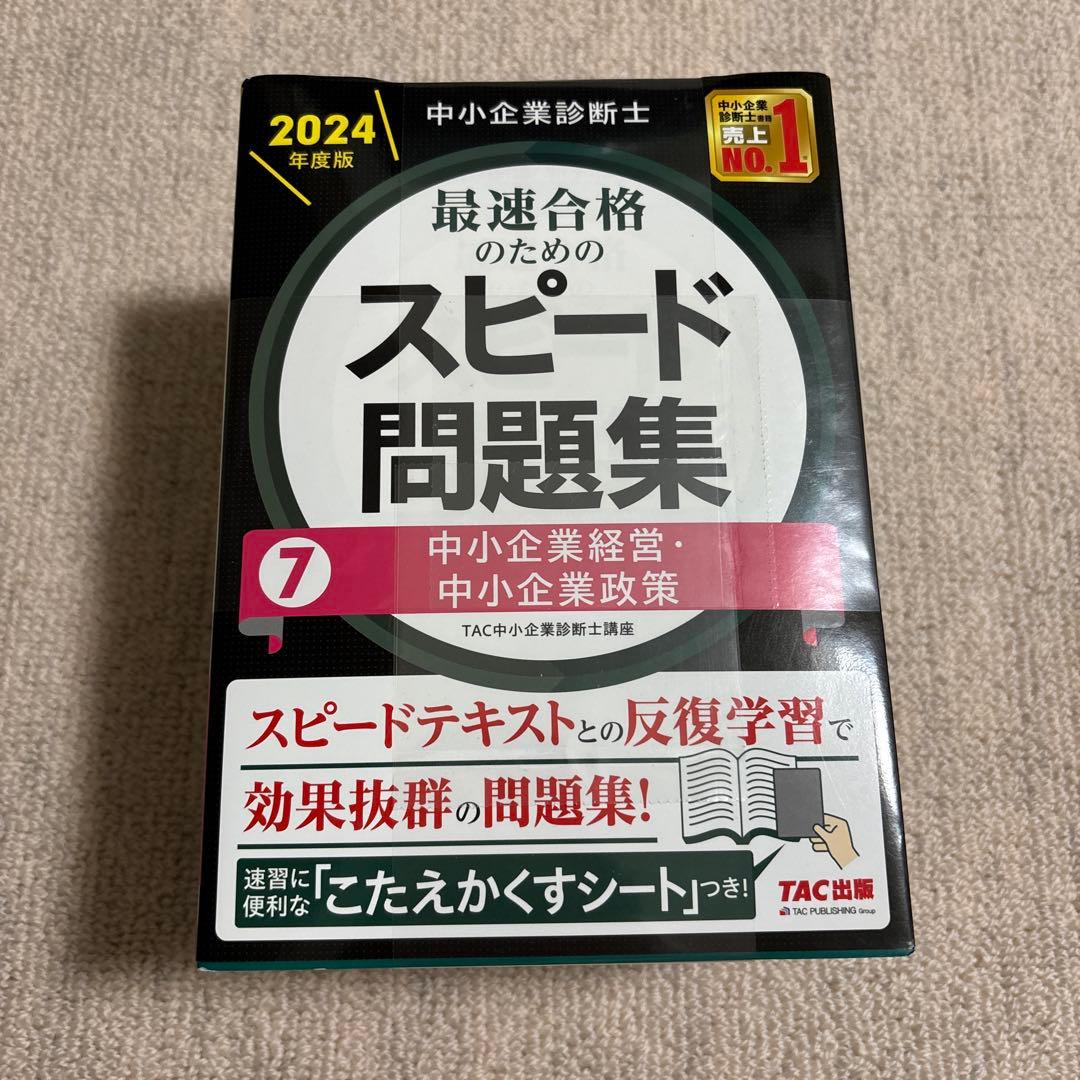 2024
年度版
中小企業診断士
中小企業
診断士書籍
売上
NO.1
最速合格
のための
スピード
問題集
7
中小企業経営・
中小企業政策
TAC中小企業診断士講座
スピードテキストとの反復学習で
効果抜群の問題集!
速習に
便利な「こたえかくすシート」つき!
TAC出版
TAC PUBLISHING Group